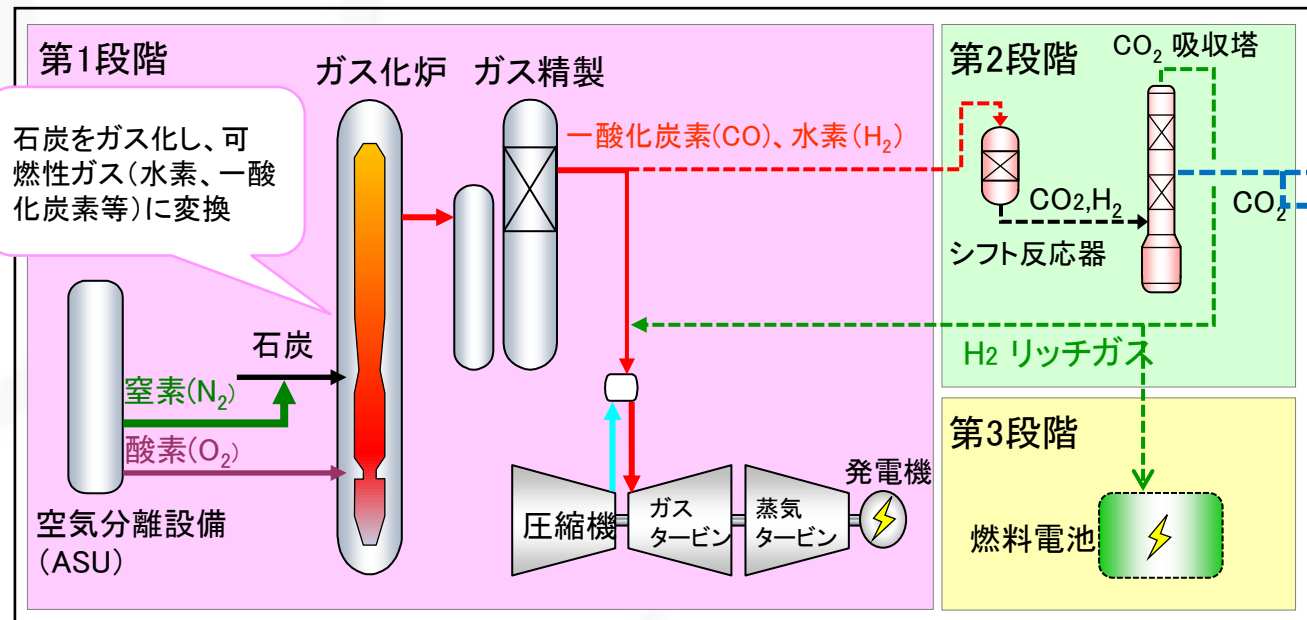 第1段階
ガス化炉
ガス精製
石炭をガス化し、可
燃性ガス(水素、一酸
化炭素等)に変換
一酸化炭素(CO)、水素(H₂)
石炭
窒素(N₂)
酸素(O₂)
空気分離設備
(ASU)
圧縮機
ガス
タービン
蒸気
タービン
発電機
第2段階
CO₂ 吸収塔
CO2,H₂
CO₂
シフト反応器
H2 リッチガス
第3段階
燃料電池